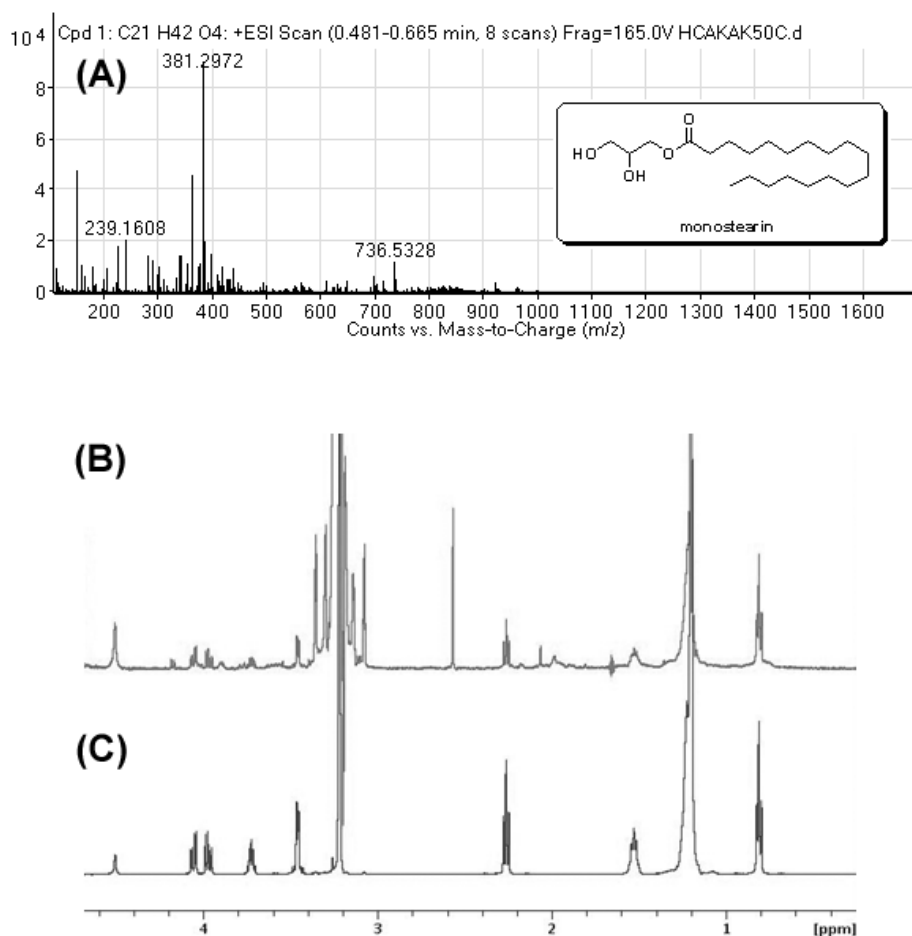 Cpd 1: C21 H42 O4: +ESI Scan (0.481-0.665 min, 8 scans) Frag=165.0V HCAKAK50C.d
10 4
(A)
381.2972
8
6
4
2
0
239.1608
736.5328
O
HO
O
OH
monostearin
200 300 400 500 600 700 800 900 1000 1100 1200 1300 1400 1500 1600
Counts vs. Mass-to-Charge (m/z)
(B)
(C)
4 3 2 1 [ppm]